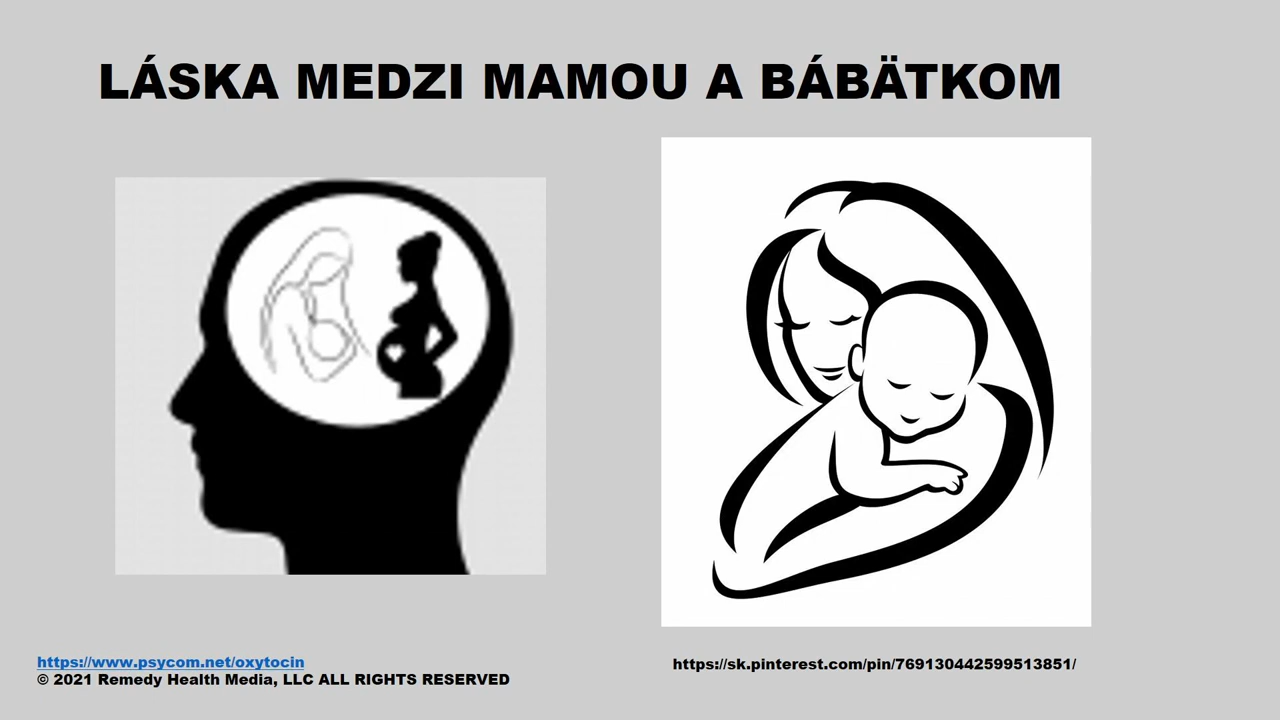 LÁSKA MEDZI MAMOU A BÁBÄTKOM
https://www.psycom.net/oxytocin
© 2021 Remedy Health Media, LLC ALL RIGHTS RESERVED
https://sk.pinterest.com/pin/769130442599513851/